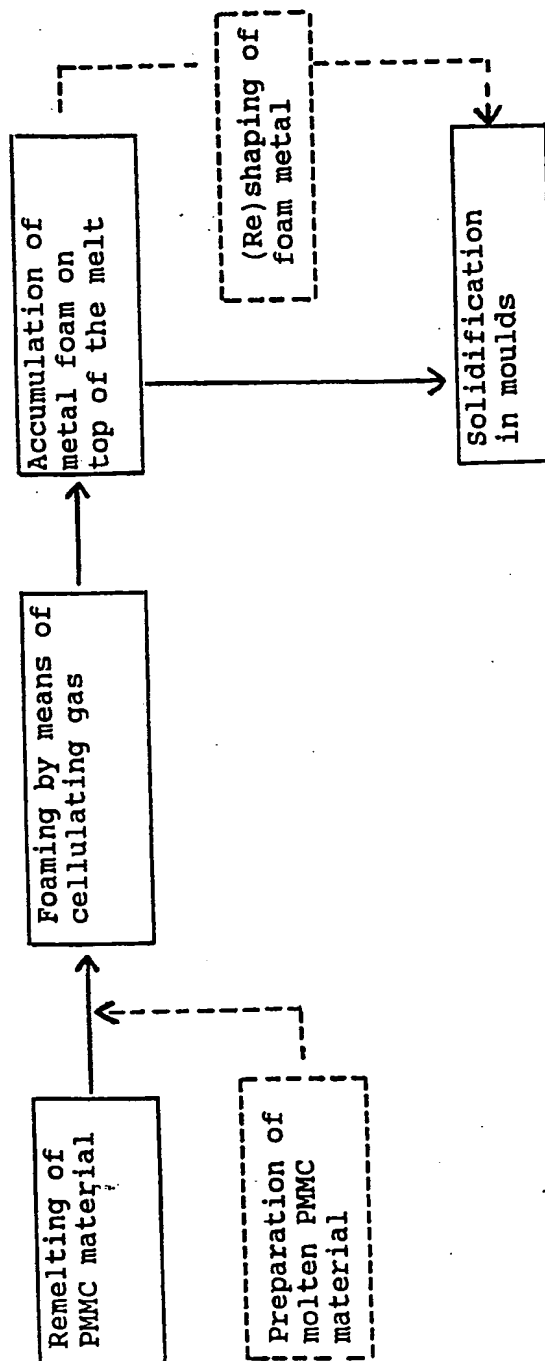 Remelting of
PMMC material
Preparation of
molten PMMC
material
Foaming by means of
cellulating gas
Accumulation of
metal foam on
top of the melt
(Re)shaping of
foam metal
Solidification
in moulds